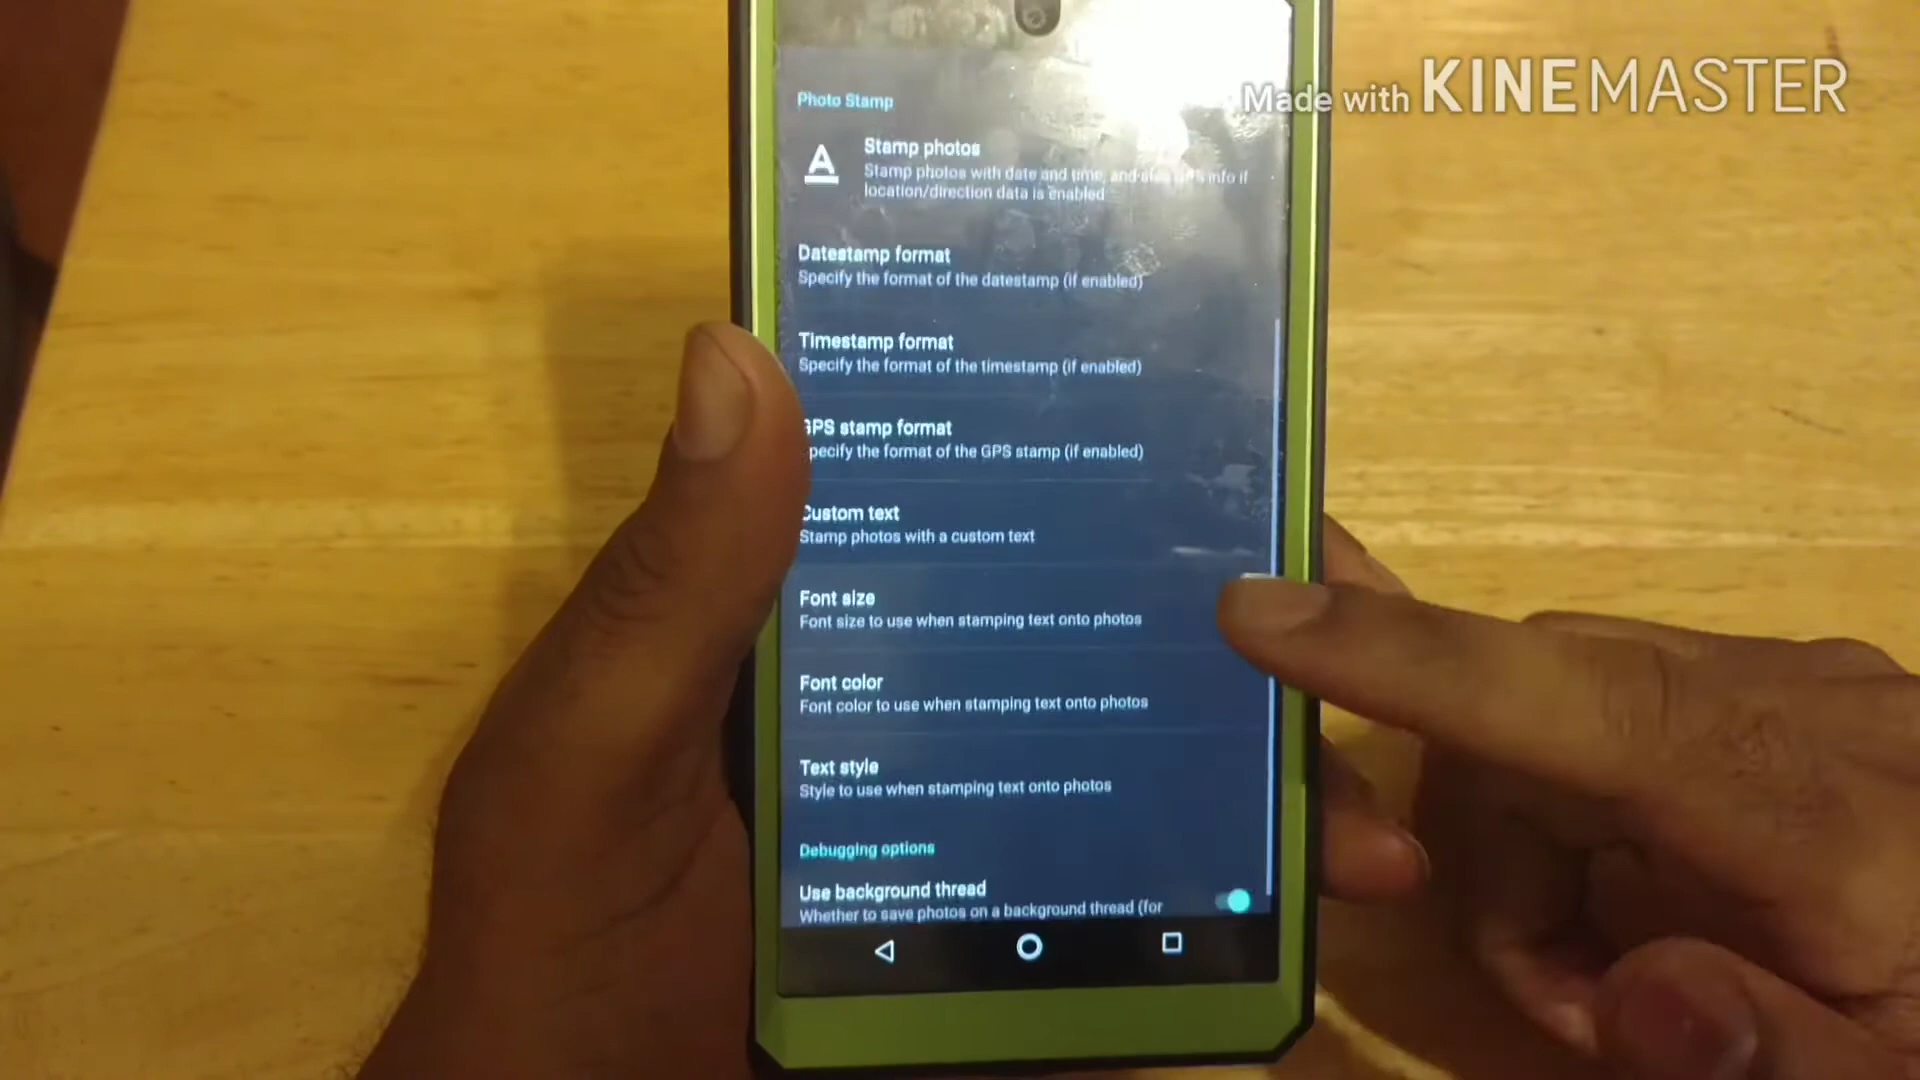 Made with KINEMASTER
Photo Stamp
A
Stamp photos
Stamp photos with date and time, and also GPS info if
location/direction data is enabled
Datestamp format
Specify the format of the datestamp (if enabled)
Timestamp format
Specify the format of the timestamp (if enabled)
GPS stamp format
pecify the format of the GPS stamp (if enabled)
Custom text
Stamp photos with a custom text
Font size
Font size to use when stamping text onto photos
Font color
Font color to use when stamping text onto photos
Text style
Style to use when stamping text onto photos
Debugging options
Use background thread
Whether to save photos on a background thread (for